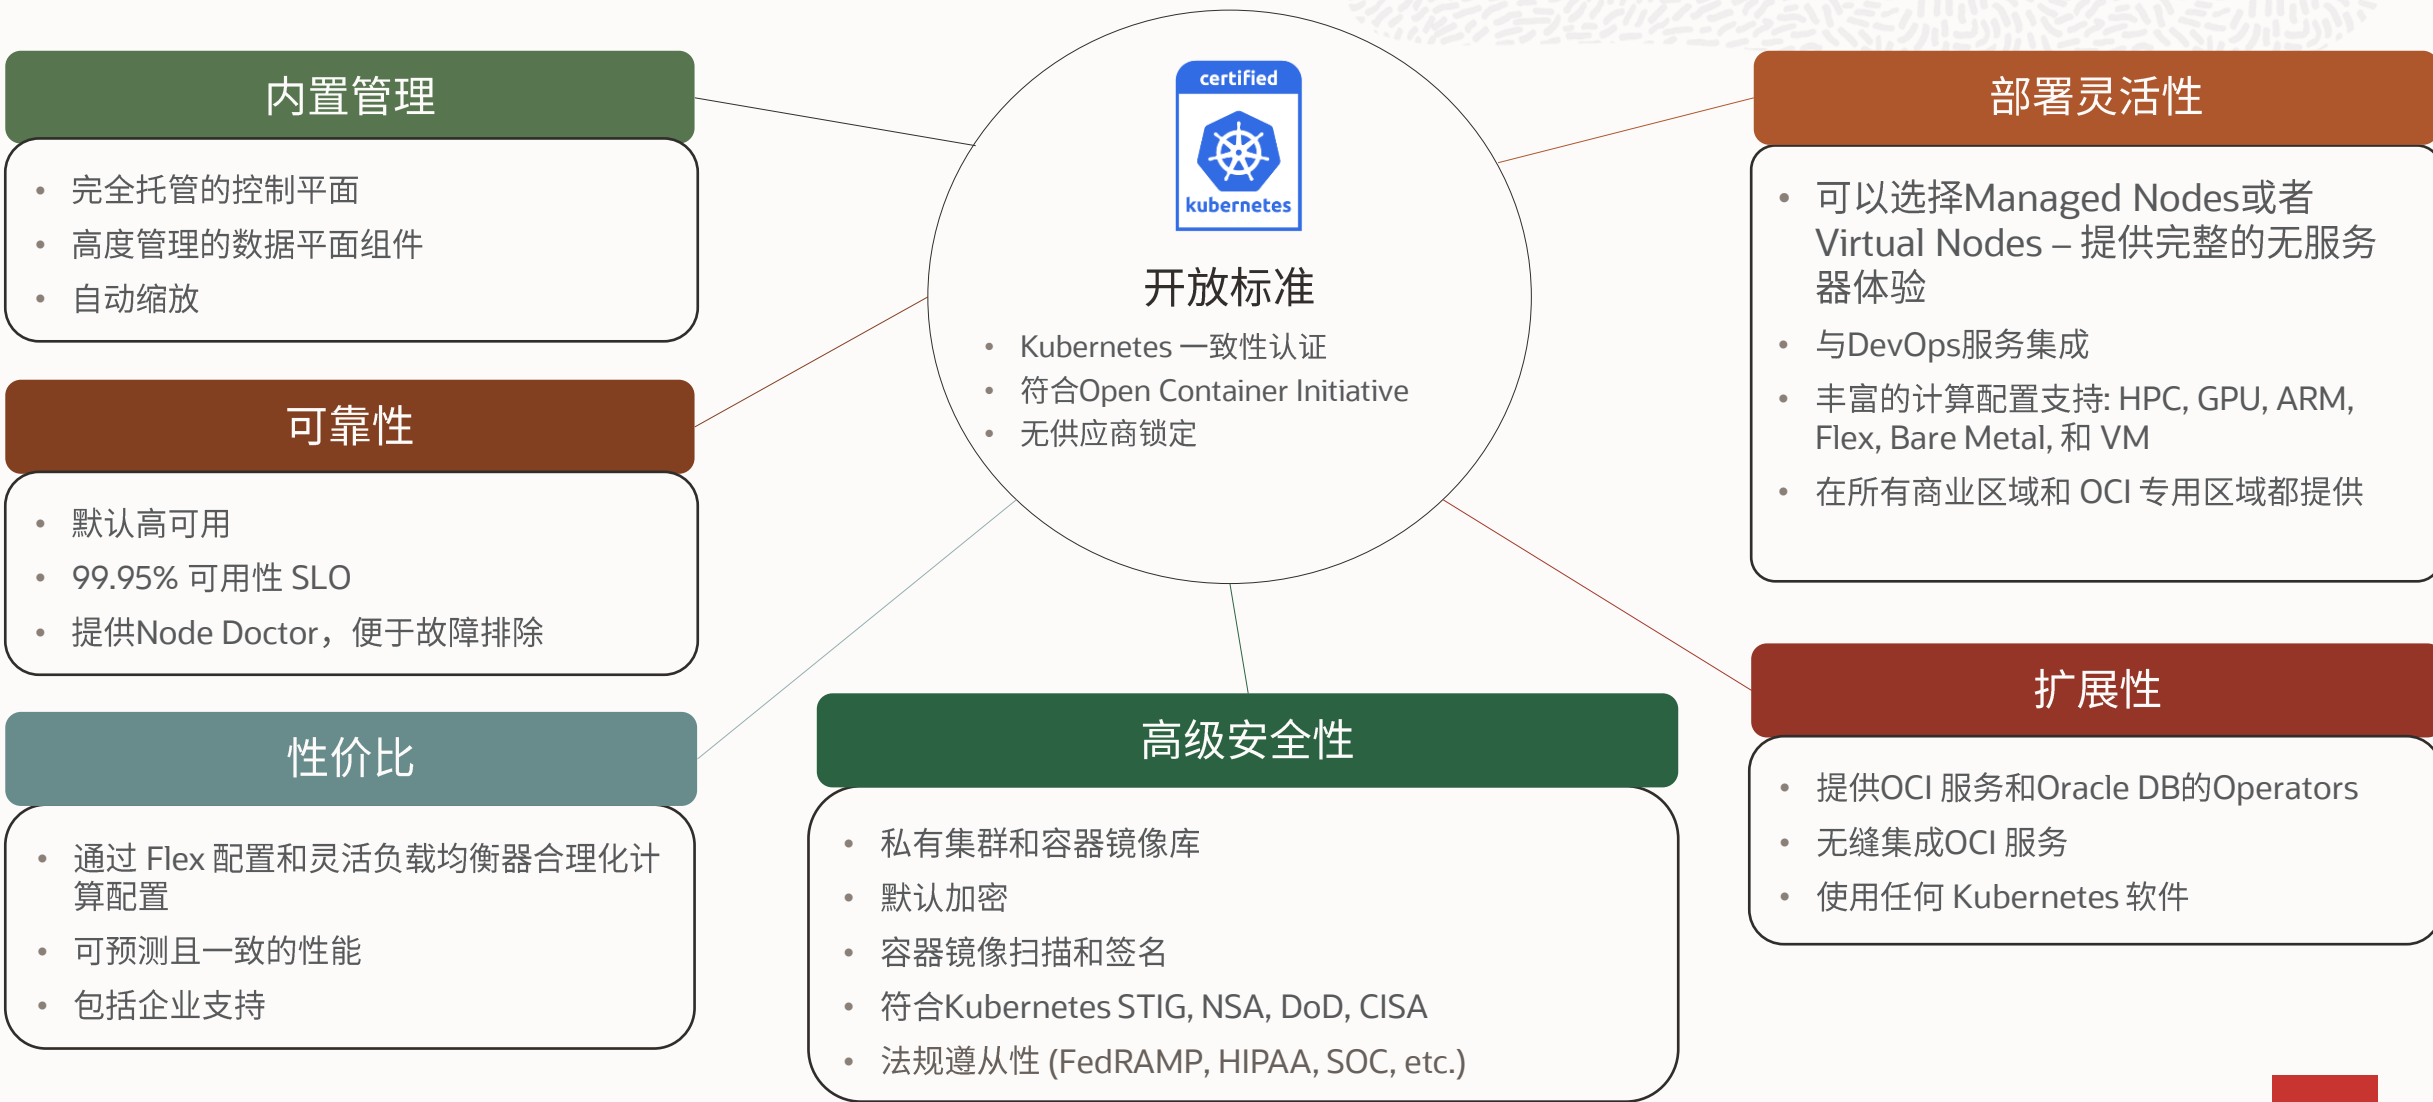 内置管理
• 完全托管的控制平面
• 高度管理的数据平面组件
• 自动缩放
可靠性
• 默认高可用
• 99.95% 可用性 SLO
• 提供Node Doctor，便于故障排除
性价比
• 通过 Flex 配置和灵活负载均衡器合理化计
算配置
• 可预测且一致的性能
• 包括企业支持
certified
kubernetes
开放标准
• Kubernetes 一致性认证
• 符合Open Container Initiative
• 无供应商锁定
高级安全性
• 私有集群和容器镜像库
• 默认加密
• 容器镜像扫描和签名
• 符合Kubernetes STIG, NSA, DoD, CISA
• 法规遵从性 (FedRAMP, HIPAA, SOC, etc.)
部署灵活性
• 可以选择Managed Nodes或者
Virtual Nodes – 提供完整的无服务
器体验
• 与DevOps服务集成
• 丰富的计算配置支持: HPC, GPU, ARM,
Flex, Bare Metal, 和 VM
• 在所有商业区域和 OCI 专用区域都提供
扩展性
• 提供OCI 服务和Oracle DB的Operators
• 无缝集成OCI 服务
• 使用任何 Kubernetes 软件